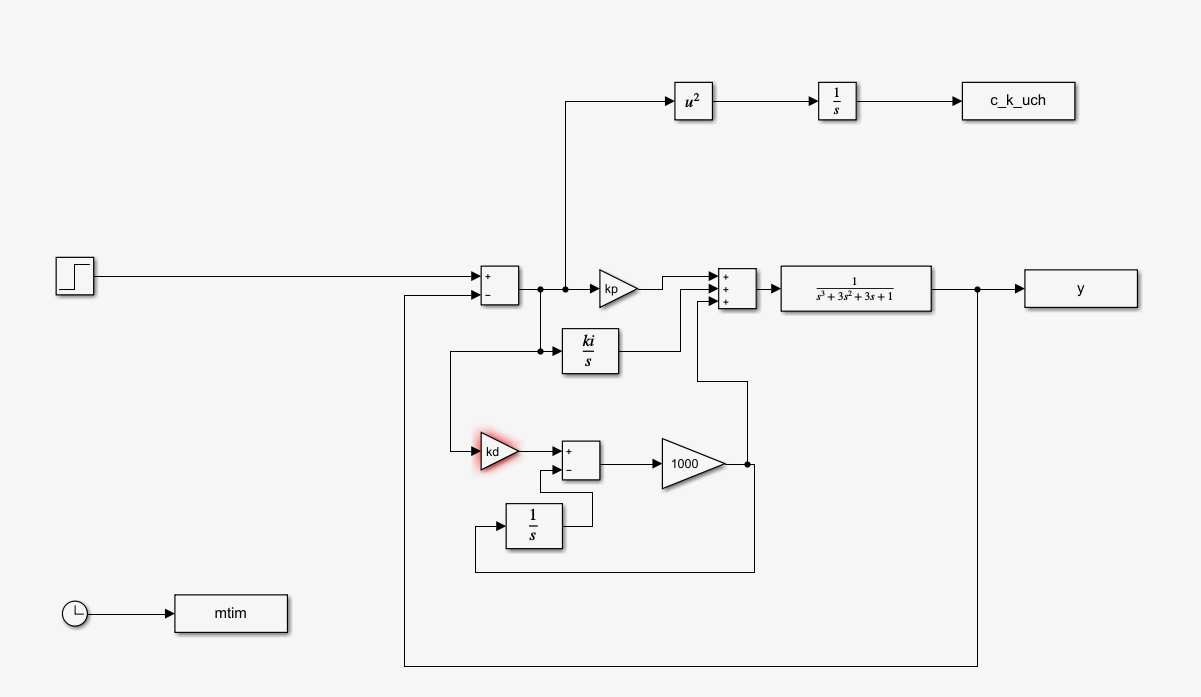 u²
1
s
c_k_uch
+
−
kp
+
+
+
1
s³ + 3s² + 3s + 1
y
ki
s
kd
+
−
1000
1
s
mtim